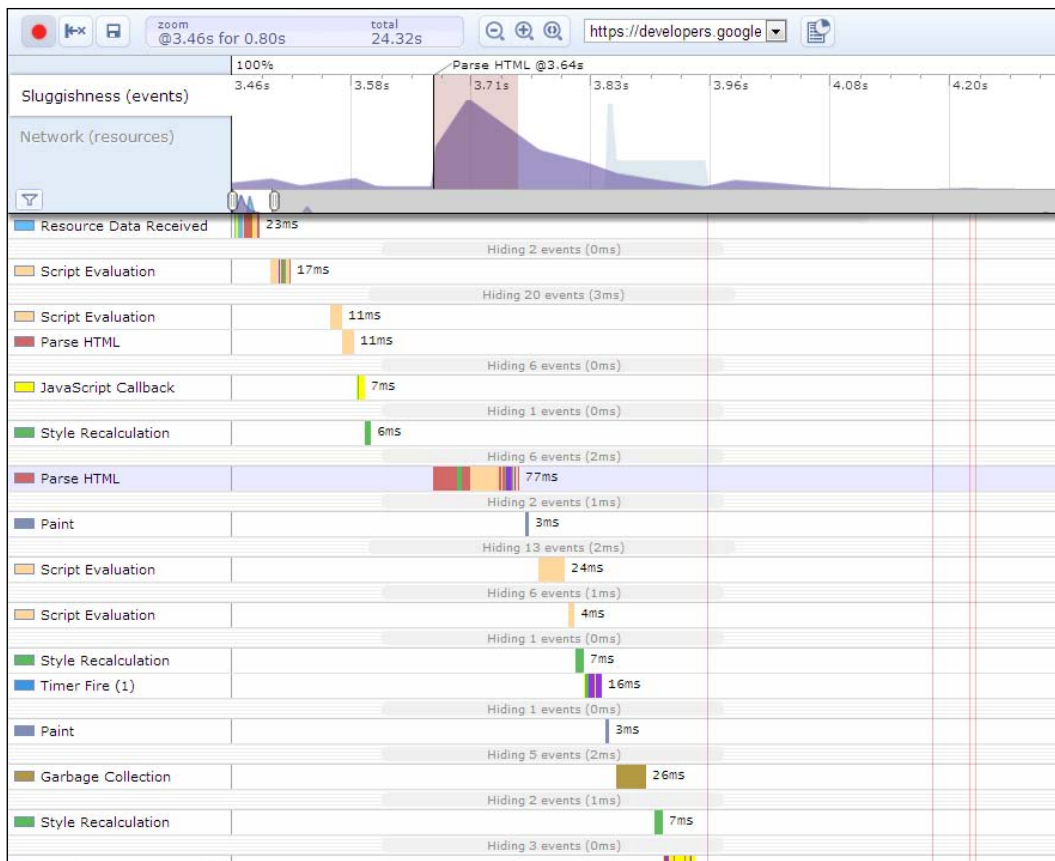 zoom total
@3.46s for 0.80s 24.32s https://developers.google
100% Parse HTML @3.64s
3.46s 3.58s 3.71s 3.83s 3.96s 4.08s 4.20s
Sluggishness (events)
Network (resources)
Resource Data Received 23ms
Hiding 2 events (0ms)
Script Evaluation 17ms
Hiding 20 events (3ms)
Script Evaluation 11ms
Parse HTML 11ms
Hiding 6 events (0ms)
JavaScript Callback 7ms
Hiding 1 events (0ms)
Style Recalculation 6ms
Hiding 6 events (2ms)
Parse HTML 77ms
Hiding 2 events (1ms)
Paint 3ms
Hiding 13 events (2ms)
Script Evaluation 24ms
Hiding 6 events (1ms)
Script Evaluation 4ms
Hiding 1 events (0ms)
Style Recalculation 7ms
Timer Fire (1) 16ms
Hiding 1 events (0ms)
Paint 3ms
Hiding 5 events (2ms)
Garbage Collection 26ms
Hiding 2 events (1ms)
Style Recalculation 7ms
Hiding 3 events (0ms)